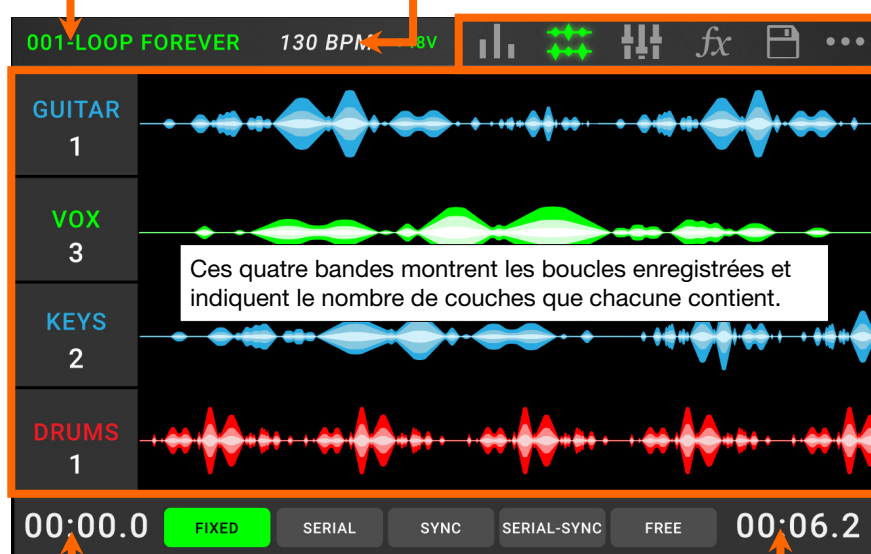 001-LOOP FOREVER 130 BPM fx
GUITAR
1
VOX
3
Ces quatre bandes montrent les boucles enregistrées et
indiquent le nombre de couches que chacune contient.
KEYS
2
DRUMS
1
00:00.0 FIXED SERIAL SYNC SERIAL-SYNC FREE 00:06.2